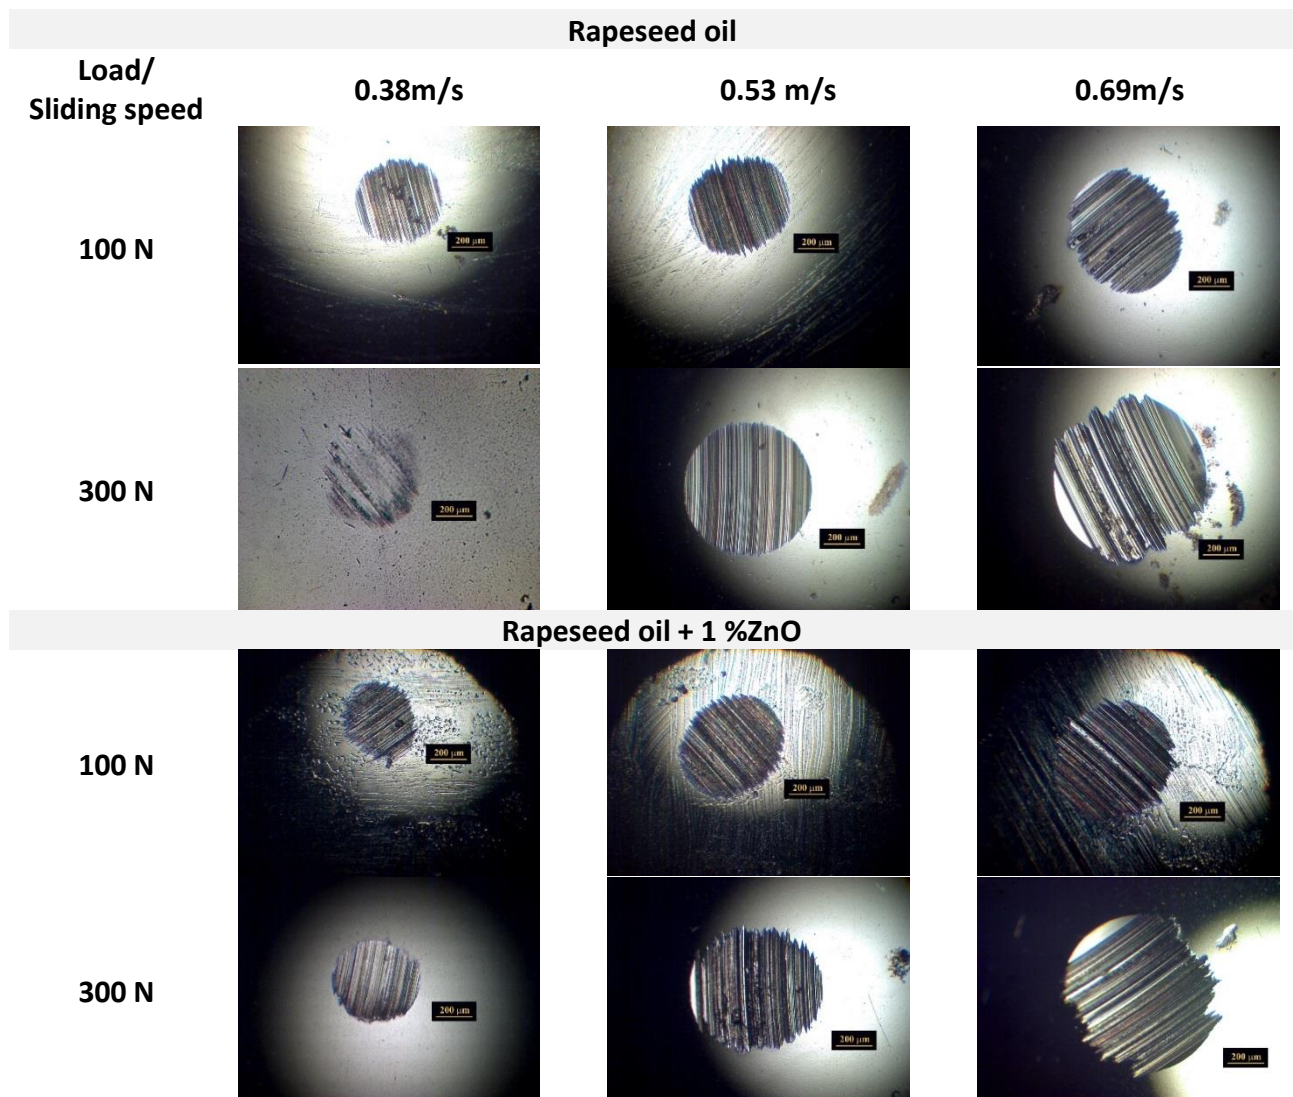 Rapeseed oil
Load/
Sliding speed
0.38m/s
0.53 m/s
0.69m/s
100 N
200 µm
200 µm
200 µm
300 N
200 µm
200 µm
200 µm
Rapeseed oil + 1 %ZnO
100 N
200 µm
200 µm
200 µm
300 N
200 µm
200 µm
200 µm